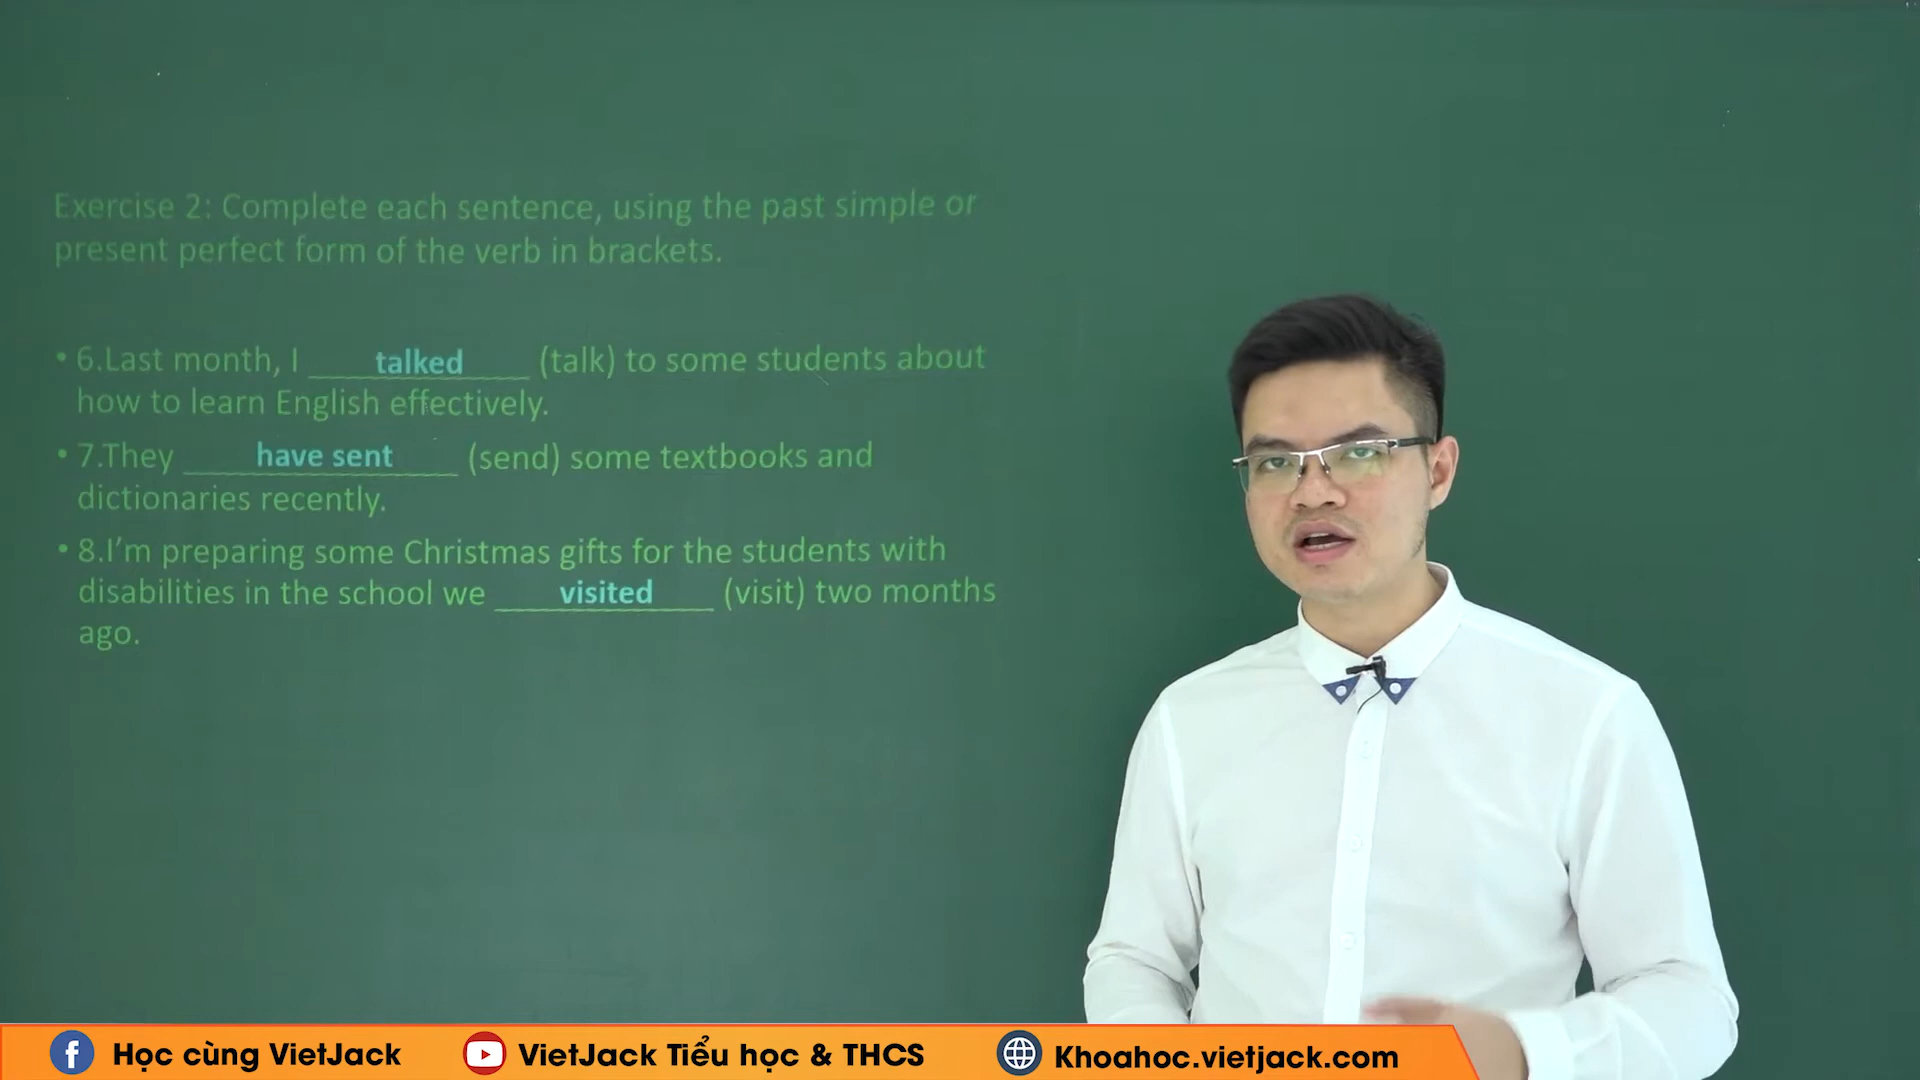 Exercise 2: Complete each sentence, using the past simple or
present perfect form of the verb in brackets.
• 6.Last month, I ____talked____ (talk) to some students about
how to learn English effectively.
• 7.They ____have sent____ (send) some textbooks and
dictionaries recently.
• 8.I’m preparing some Christmas gifts for the students with
disabilities in the school we ____visited____ (visit) two months
ago.
Học cùng VietJack
VietJack Tiểu học & THCS
Khoahoc.vietjack.com